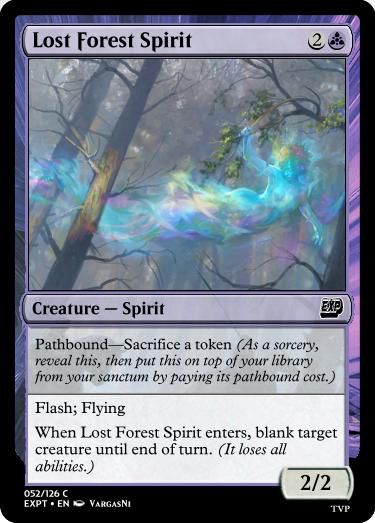 Lost Forest Spirit 2
Creature — Spirit EXP
Pathbound—Sacrifice a token (As a sorcery,
reveal this, then put this on top of your library
from your sanctum by paying its pathbound cost.)
Flash; Flying
When Lost Forest Spirit enters, blank target
creature until end of turn. (It loses all
abilities.)
2/2
052/126 C
EXPT • EN VargasNi
TVP